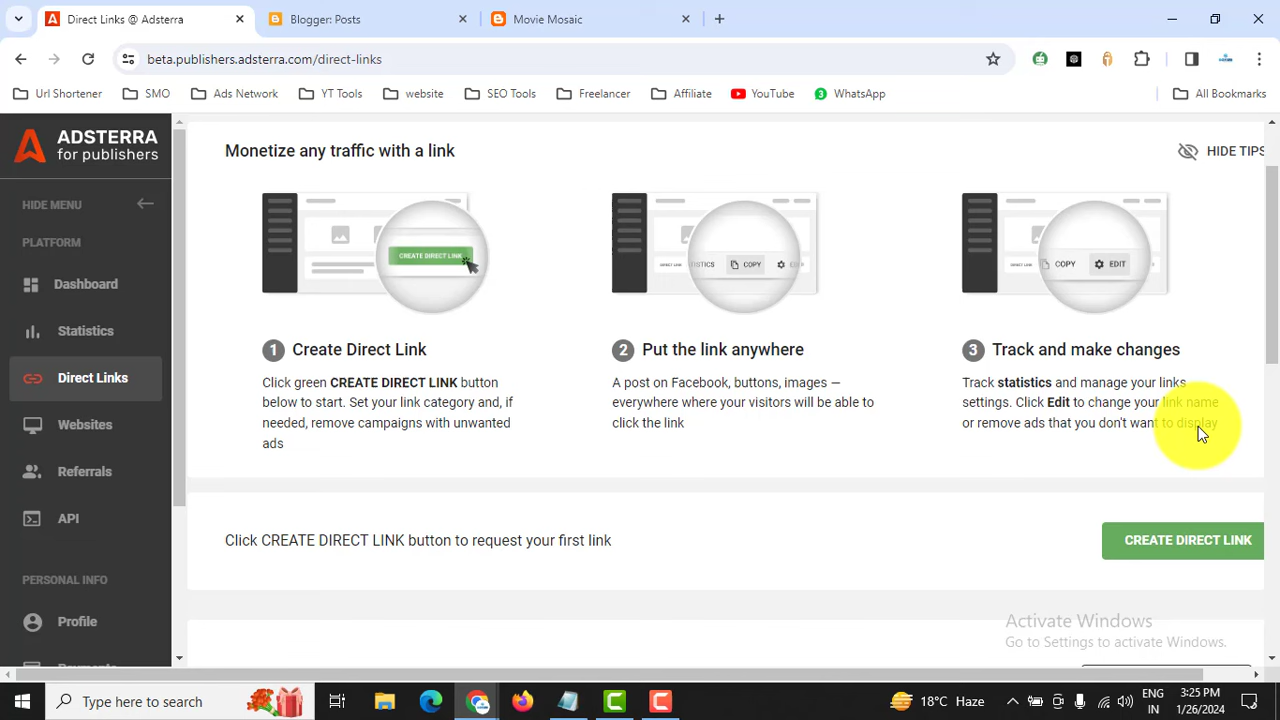 Direct Links @ Adsterra
Blogger: Posts
Movie Mosaic
beta.publishers.adsterra.com/direct-links
Url Shortener
SMO
Ads Network
YT Tools
website
SEO Tools
Freelancer
Affiliate
YouTube
WhatsApp
All Bookmarks
ADSTERRA
for publishers
HIDE MENU
PLATFORM
Dashboard
Statistics
Direct Links
Websites
Referrals
API
PERSONAL INFO
Profile
Payments
Monetize any traffic with a link
HIDE TIPS
CREATE DIRECT LINK
1 Create Direct Link
Click green CREATE DIRECT LINK button
below to start. Set your link category and, if
needed, remove campaigns with unwanted
ads
COPY
2 Put the link anywhere
A post on Facebook, buttons, images —
everywhere where your visitors will be able to
click the link
COPY EDIT
3 Track and make changes
Track statistics and manage your links
settings. Click Edit to change your link name
or remove ads that you don't want to display
Click CREATE DIRECT LINK button to request your first link
CREATE DIRECT LINK
Activate Windows
Go to Settings to activate Windows.
Type here to search
18°C Haze
ENG
IN
3:25 PM
1/26/2024